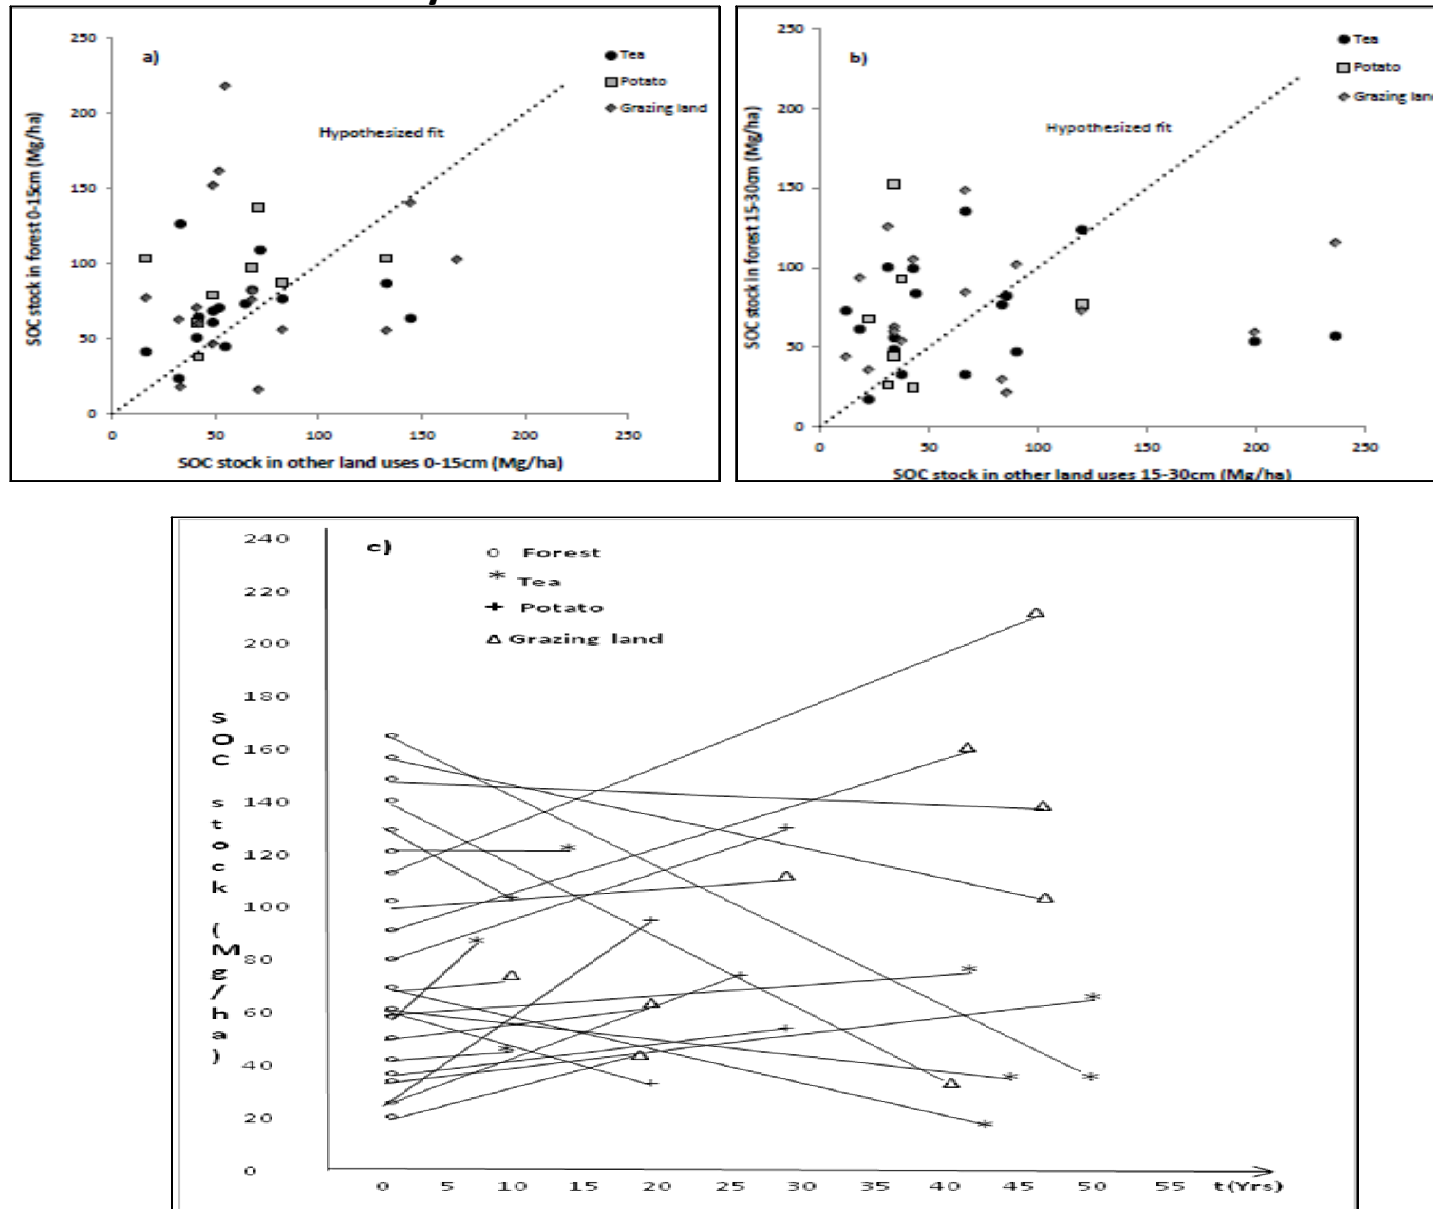 a)
Tea
Potato
Grazing land
Hypothesized fit
250
200
150
100
50
0
0 50 100 150 200 250
SOC stock in forest 0-15cm (Mg/ha)
SOC stock in other land uses 0-15cm (Mg/ha)
b)
Tea
Potato
Grazing lan
Hypothesized fit
250
200
150
100
50
0
0 50 100 150 200 250
SOC stock in forest 15-30cm (Mg/ha)
SOC stock in other land uses 15-30cm (Mg/ha)
c)
Forest
Tea
Potato
Grazing land
240
220
200
180
160
140
120
100
80
60
40
20
0
SOC stock (Mg/ha)
0 5 10 15 20 25 30 35 40 45 50 55 t(Yrs)